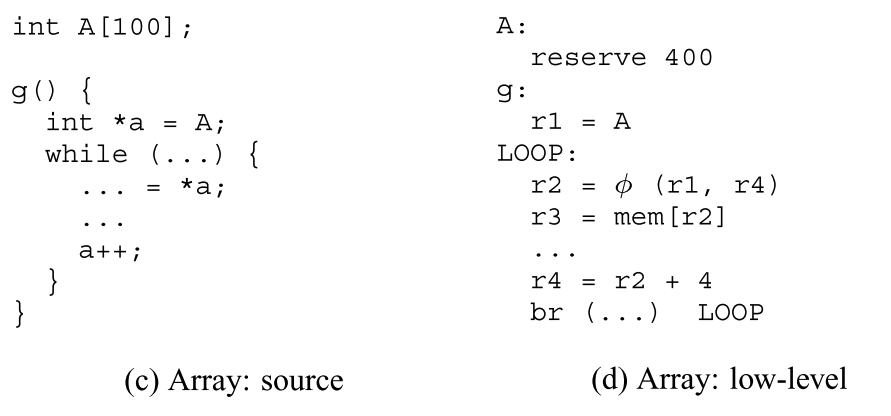 int A[100];
g() {
int *a = A;
while (...) {
... = *a;
...
a++;
}
}
(c) Array: source
A:
reserve 400
g:
r1 = A
LOOP:
r2 = ϕ (r1, r4)
r3 = mem[r2]
...
r4 = r2 + 4
br (...) LOOP
(d) Array: low-level